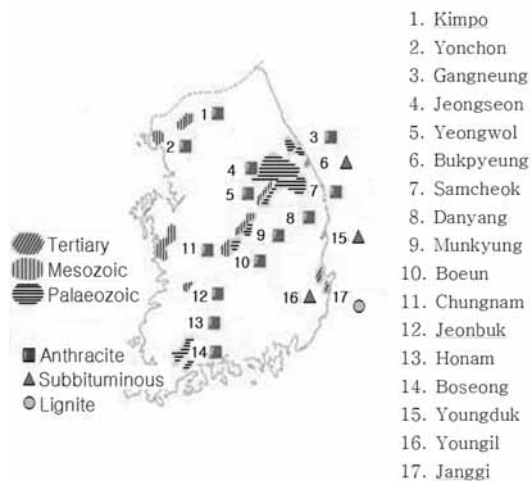 1. Kimpo
2. Yonchon
3. Gangneung
4. Jeongseon
5. Yeongwol
6. Bukpyeung
7. Samcheok
8. Danyang
9. Munkyung
10. Boeun
11. Chungnam
12. Jeonbuk
13. Honam
14. Boseong
15. Youngduk
16. Youngil
17. Janggi
1
2
3
4
6
5
7
8
9
15
11
10
12
16
17
13
14
Tertiary
Mesozoic
Palaeozoic
Anthracite
Subbituminous
Lignite